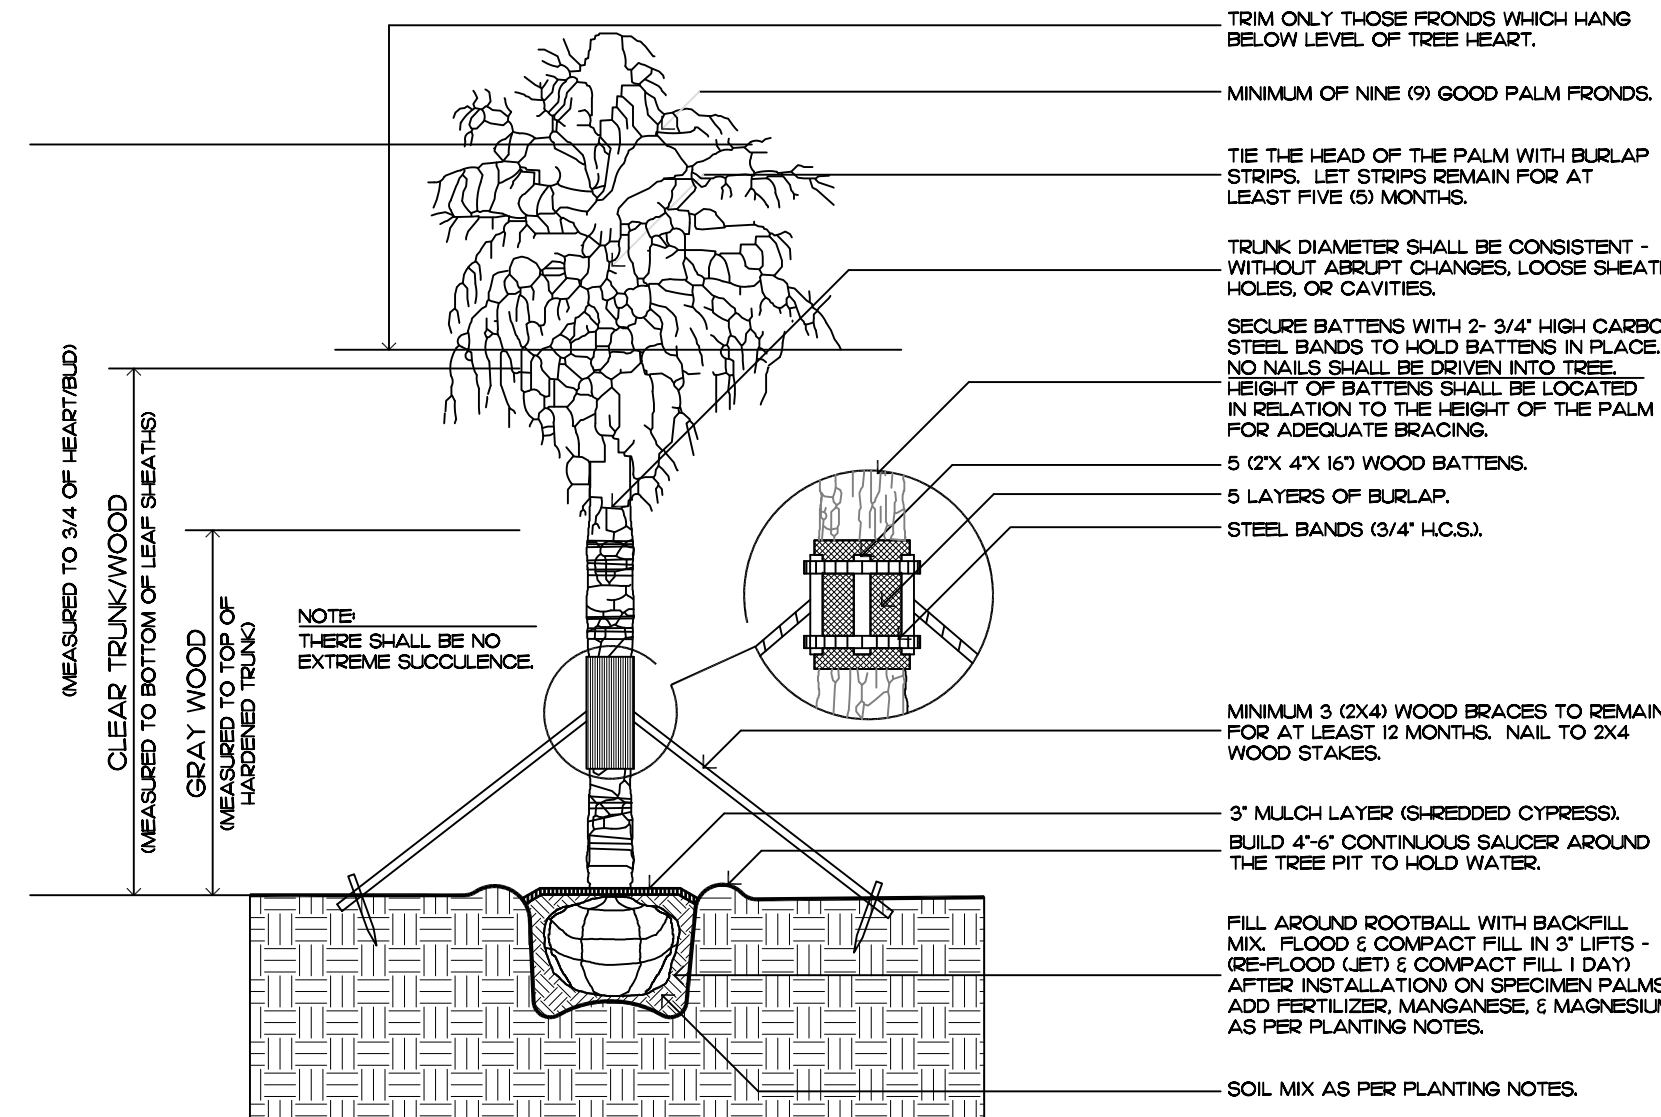 TRIM ONLY THOSE FRONDS WHICH HANG
BELOW LEVEL OF TREE HEART.
MINIMUM OF NINE (9) GOOD PALM FRONDS.
TIE THE HEAD OF THE PALM WITH BURLAP
STRIPS. LET STRIPS REMAIN FOR AT
LEAST FIVE (5) MONTHS.
TRUNK DIAMETER SHALL BE CONSISTENT -
WITHOUT ABRUPT CHANGES, LOOSE SHEAT
HOLES, OR CAVITIES.
SECURE BATTENS WITH 2- 3/4" HIGH CARBO
STEEL BANDS TO HOLD BATTENS IN PLACE.
NO NAILS SHALL BE DRIVEN INTO TREE.
HEIGHT OF BATTENS SHALL BE LOCATED
IN RELATION TO THE HEIGHT OF THE PALM
FOR ADEQUATE BRACING.
5 (2"X 4"X 16") WOOD BATTENS.
5 LAYERS OF BURLAP.
STEEL BANDS (3/4" H.C.S.).
MINIMUM 3 (2X4) WOOD BRACES TO REMAIN
FOR AT LEAST 12 MONTHS. NAIL TO 2X4
WOOD STAKES.
3" MULCH LAYER (SHREDDED CYPRESS).
BUILD 4"-6" CONTINUOUS SAUCER AROUND
THE TREE PIT TO HOLD WATER.
FILL AROUND ROOTBALL WITH BACKFILL
MIX. FLOOD & COMPACT FILL IN 3" LIFTS -
(RE-FLOOD (JET) & COMPACT FILL 1 DAY)
AFTER INSTALLATION) ON SPECIMEN PALMS
ADD FERTILIZER, MANGANESE, & MAGNESIUM
AS PER PLANTING NOTES.
SOIL MIX AS PER PLANTING NOTES.
(MEASURED TO 3/4 OF HEART/BUD)
CLEAR TRUNK/WOOD
(MEASURED TO BOTTOM OF LEAF SHEATHS)
GRAY WOOD
(MEASURED TO TOP OF
HARDENED TRUNK)
NOTE:
THERE SHALL BE NO
EXTREME SUCCULENCE.